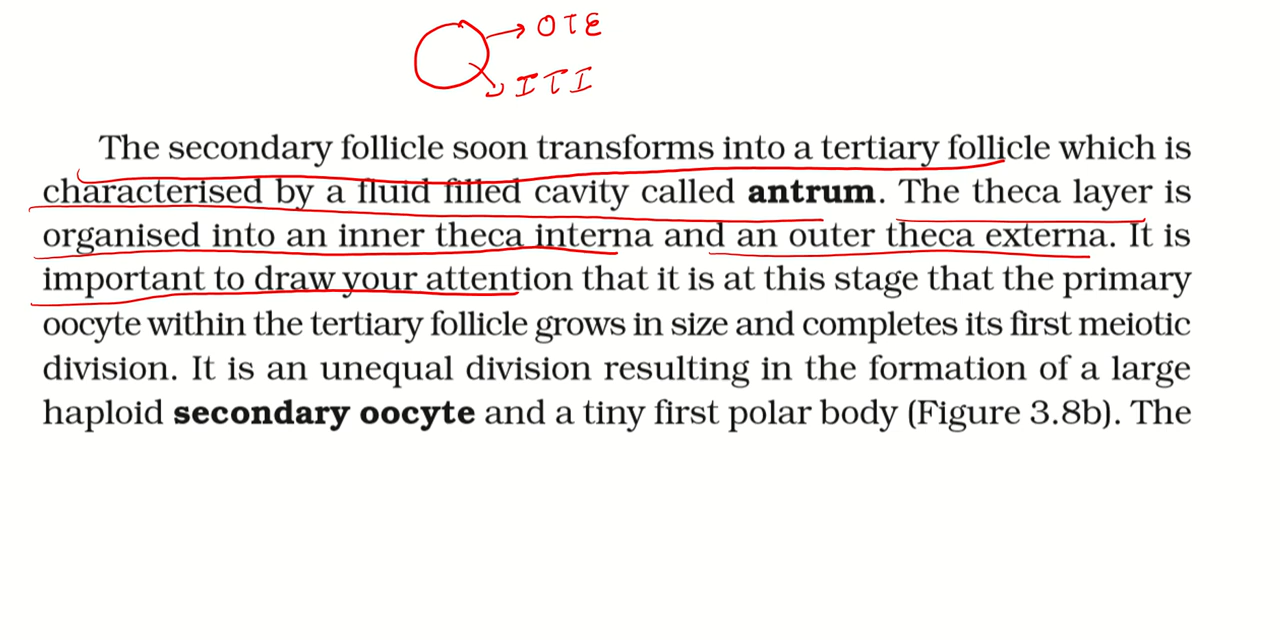 OTE
ITI
The secondary follicle soon transforms into a tertiary follicle which is
characterised by a fluid filled cavity called antrum. The theca layer is
organised into an inner theca interna and an outer theca externa. It is
important to draw your attention that it is at this stage that the primary
oocyte within the tertiary follicle grows in size and completes its first meiotic
division. It is an unequal division resulting in the formation of a large
haploid secondary oocyte and a tiny first polar body (Figure 3.8b). The